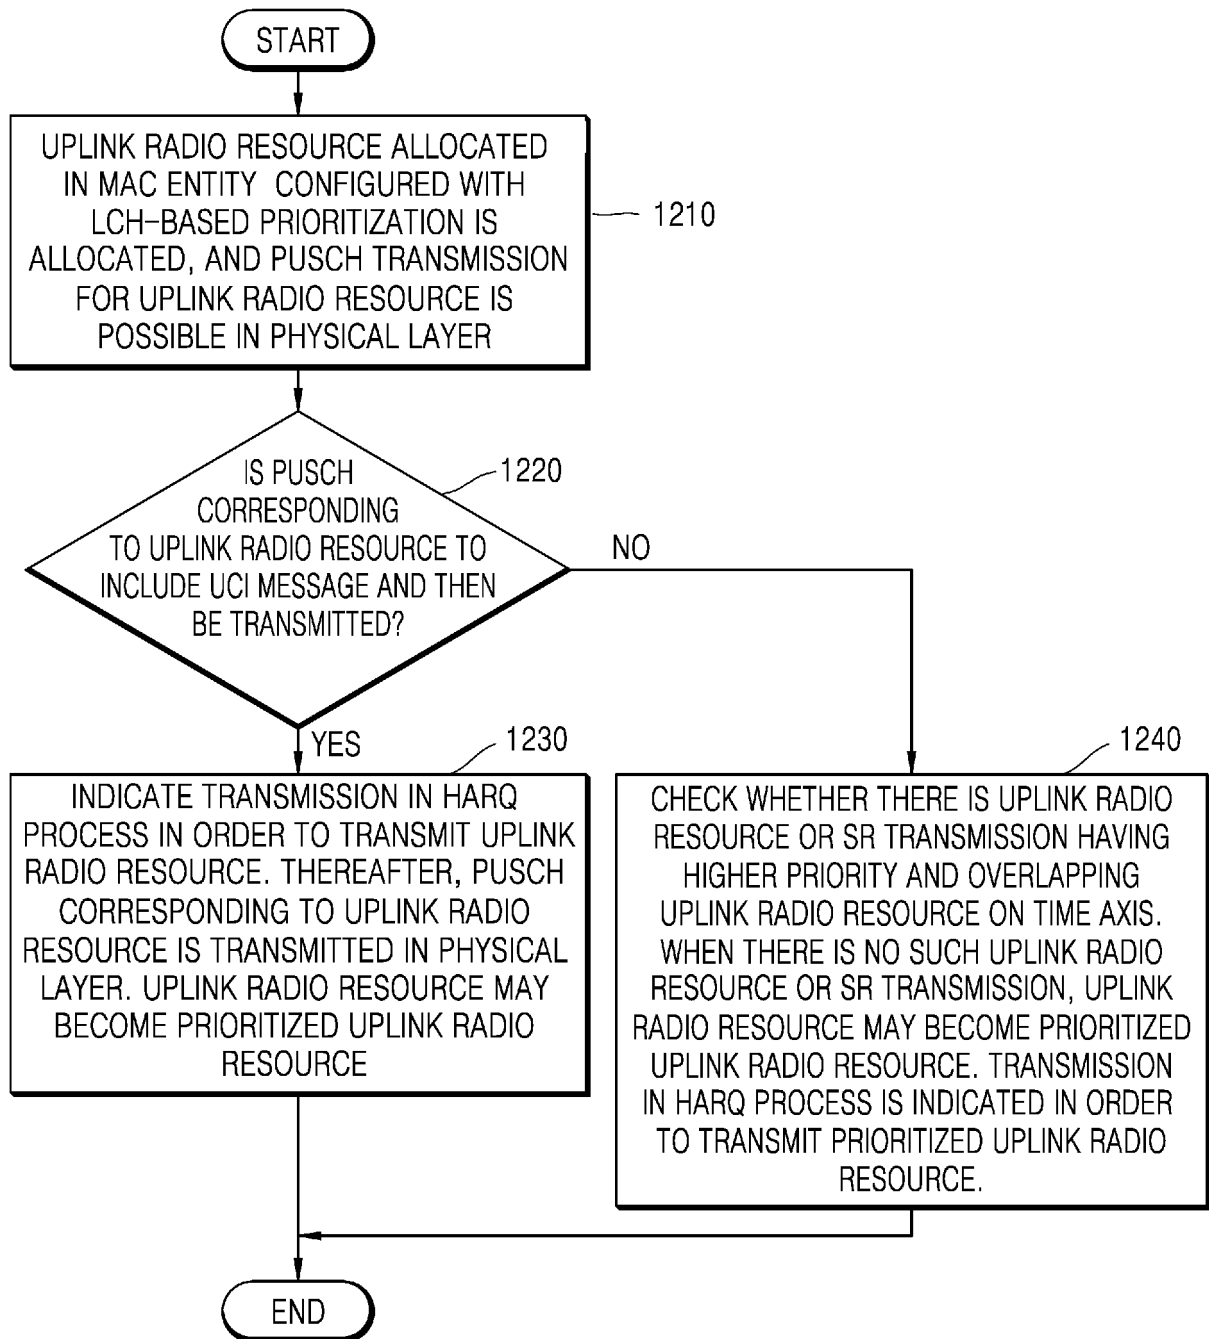 START
UPLINK RADIO RESOURCE ALLOCATED
IN MAC ENTITY CONFIGURED WITH
LCH-BASED PRIORITIZATION IS
ALLOCATED, AND PUSCH TRANSMISSION
FOR UPLINK RADIO RESOURCE IS
POSSIBLE IN PHYSICAL LAYER
1210
IS PUSCH
CORRESPONDING
TO UPLINK RADIO RESOURCE TO
INCLUDE UCI MESSAGE AND THEN
BE TRANSMITTED?
1220
NO
YES
1230
INDICATE TRANSMISSION IN HARQ
PROCESS IN ORDER TO TRANSMIT UPLINK
RADIO RESOURCE. THEREAFTER, PUSCH
CORRESPONDING TO UPLINK RADIO
RESOURCE IS TRANSMITTED IN PHYSICAL
LAYER. UPLINK RADIO RESOURCE MAY
BECOME PRIORITIZED UPLINK RADIO
RESOURCE
1240
CHECK WHETHER THERE IS UPLINK RADIO
RESOURCE OR SR TRANSMISSION HAVING
HIGHER PRIORITY AND OVERLAPPING
UPLINK RADIO RESOURCE ON TIME AXIS.
WHEN THERE IS NO SUCH UPLINK RADIO
RESOURCE OR SR TRANSMISSION, UPLINK
RADIO RESOURCE MAY BECOME PRIORITIZED
UPLINK RADIO RESOURCE. TRANSMISSION
IN HARQ PROCESS IS INDICATED IN ORDER
TO TRANSMIT PRIORITIZED UPLINK RADIO
RESOURCE.
END